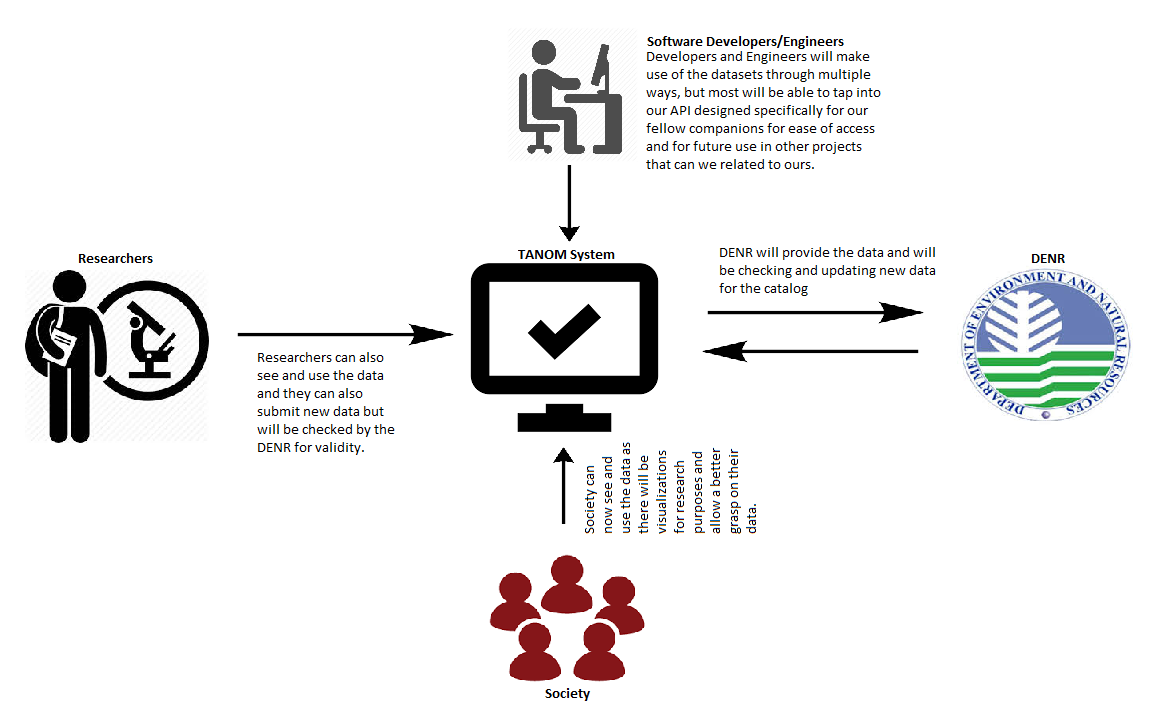 Software Developers/Engineers
Developers and Engineers will make
use of the datasets through multiple
ways, but most will be able to tap into
our API designed specifically for our
fellow companions for ease of access
and for future use in other projects
that can we related to ours.
Researchers
Researchers can also
see and use the data
and they can also
submit new data but
will be checked by the
DENR for validity.
TANOM System
DENR will provide the data and will
be checking and updating new data
for the catalog
DENR
DEPARTMENT OF ENVIRONMENT AND NATURAL RESOURCES
Society can
now see and
use the data as
there will be
visualizations
for research
purposes and
allow a better
grasp on their
data.
Society